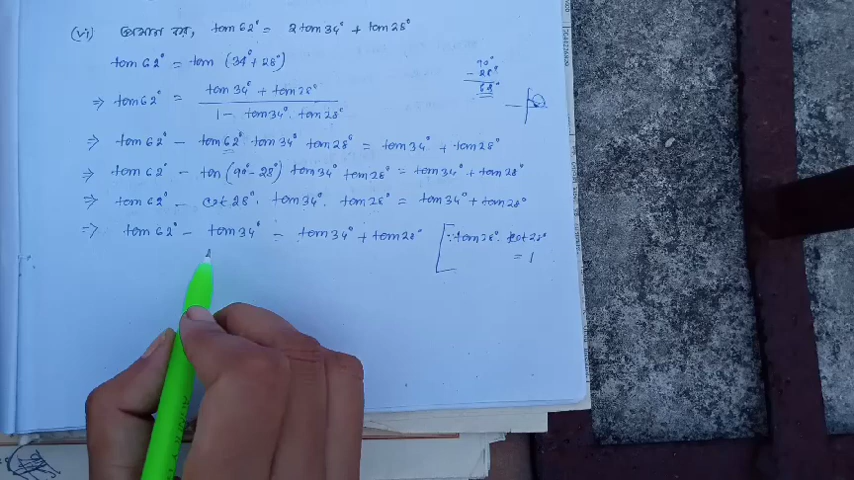 (vi) প্রমাণ কর, tan 62° = 2 tan 34° + tan 28°
tan 62° = tan (34° + 28°)
⇒ tan 62° = tan 34° + tan 28° / 1 - tan 34° . tan 28°
90°
- 28°
62°
⇒ tan 62° - tan 62° tan 34° tan 28° = tan 34° + tan 28°
⇒ tan 62° - tan (90° - 28°) tan 34° tan 28° = tan 34° + tan 28°
⇒ tan 62° - cot 28° . tan 34° . tan 28° = tan 34° + tan 28°
⇒ tan 62° - tan 34° = tan 34° + tan 28° [∵ tan 28° . cot 28°
= 1